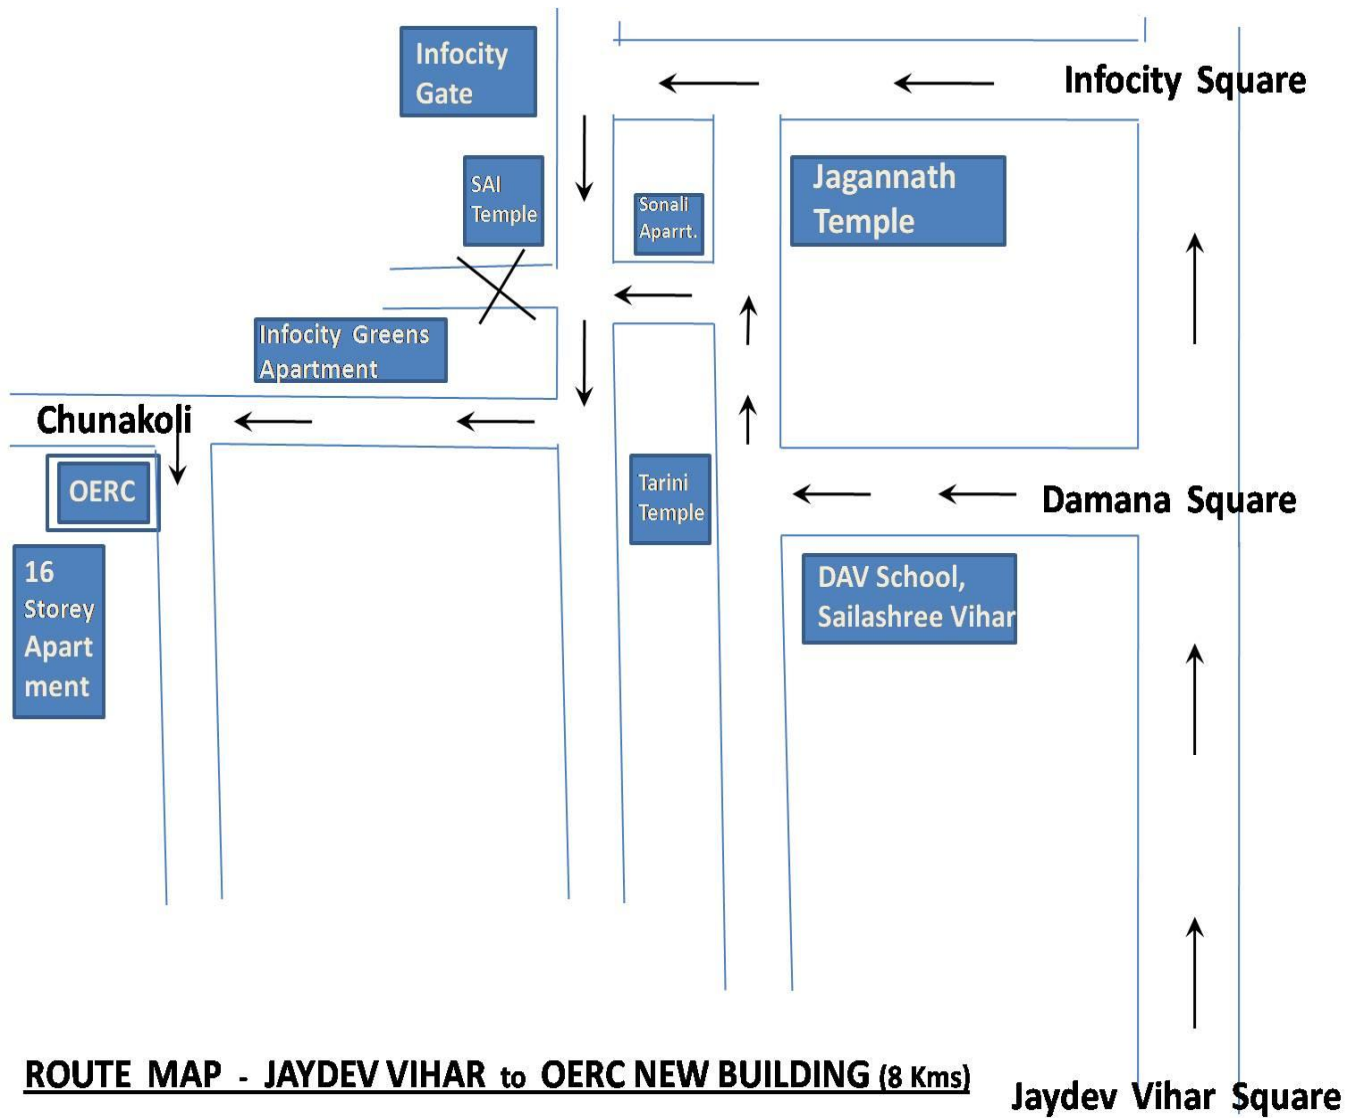 Infocity
Gate
Infocity Square
SAI
Temple
Sonali
Aparrt.
Jagannath
Temple
Infocity Greens
Apartment
Chunakoli
OERC
Tarini
Temple
Damana Square
16
Storey
Apart
ment
DAV School,
Sailashree Vihar
ROUTE MAP - JAYDEV VIHAR to OERC NEW BUILDING (8 Kms)
Jaydev Vihar Square